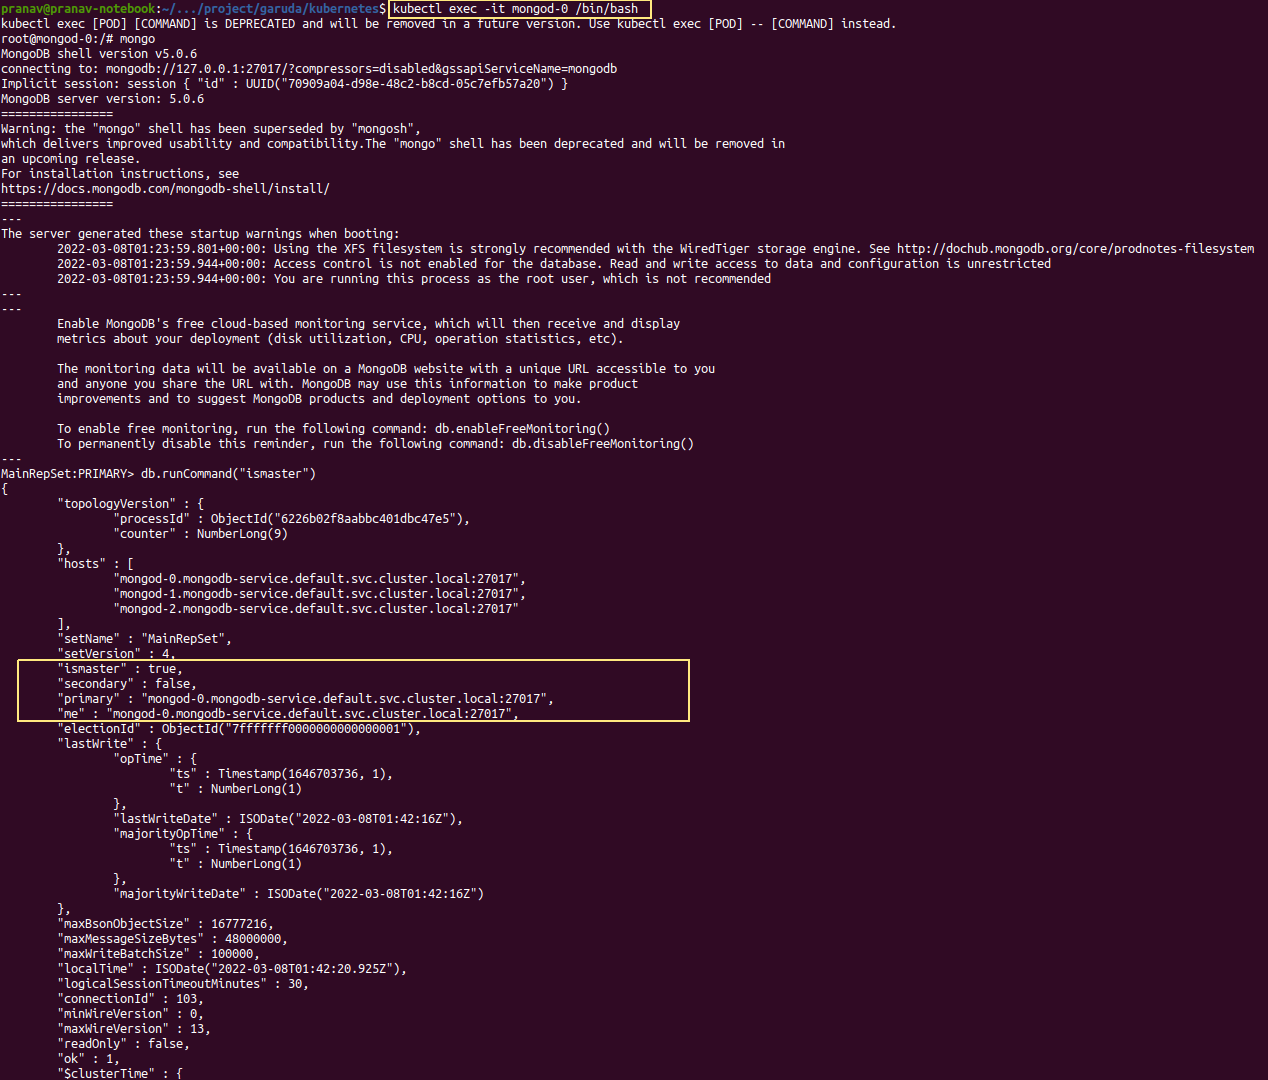 pranav@pranav-notebook:~/.../project/garuda/kubernetes$ kubectl exec -it mongod-0 /bin/bash
kubectl exec [POD] [COMMAND] is DEPRECATED and will be removed in a future version. Use kubectl exec [POD] -- [COMMAND] instead.
root@mongod-0:/# mongo
MongoDB shell version v5.0.6
connecting to: mongodb://127.0.0.1:27017/?compressors=disabled&gssapiServiceName=mongodb
Implicit session: session { "id" : UUID("70909a04-d98e-48c2-b8cd-05c7efb57a20") }
MongoDB server version: 5.0.6
================
Warning: the "mongo" shell has been superseded by "mongosh",
which delivers improved usability and compatibility.The "mongo" shell has been deprecated and will be removed in
an upcoming release.
For installation instructions, see
https://docs.mongodb.com/mongodb-shell/install/
================
---
The server generated these startup warnings when booting:
        2022-03-08T01:23:59.801+00:00: Using the XFS filesystem is strongly recommended with the WiredTiger storage engine. See http://dochub.mongodb.org/core/prodnotes-filesystem
        2022-03-08T01:23:59.944+00:00: Access control is not enabled for the database. Read and write access to data and configuration is unrestricted
        2022-03-08T01:23:59.944+00:00: You are running this process as the root user, which is not recommended
---
---
        Enable MongoDB's free cloud-based monitoring service, which will then receive and display
        metrics about your deployment (disk utilization, CPU, operation statistics, etc).

        The monitoring data will be available on a MongoDB website with a unique URL accessible to you
        and anyone you share the URL with. MongoDB may use this information to make product
        improvements and to suggest MongoDB products and deployment options to you.

        To enable free monitoring, run the following command: db.enableFreeMonitoring()
        To permanently disable this reminder, run the following command: db.disableFreeMonitoring()
---
MainRepSet:PRIMARY> db.runCommand("ismaster")
{
        "topologyVersion" : {
                "processId" : ObjectId("6226b02f8aabbc401dbc47e5"),
                "counter" : NumberLong(9)
        },
        "hosts" : [
                "mongod-0.mongodb-service.default.svc.cluster.local:27017",
                "mongod-1.mongodb-service.default.svc.cluster.local:27017",
                "mongod-2.mongodb-service.default.svc.cluster.local:27017"
        ],
        "setName" : "MainRepSet",
        "setVersion" : 4,
        "ismaster" : true,
        "secondary" : false,
        "primary" : "mongod-0.mongodb-service.default.svc.cluster.local:27017",
        "me" : "mongod-0.mongodb-service.default.svc.cluster.local:27017",
        "electionId" : ObjectId("7fffffff0000000000000001"),
        "lastWrite" : {
                "opTime" : {
                        "ts" : Timestamp(1646703736, 1),
                        "t" : NumberLong(1)
                },
                "lastWriteDate" : ISODate("2022-03-08T01:42:16Z"),
                "majorityOpTime" : {
                        "ts" : Timestamp(1646703736, 1),
                        "t" : NumberLong(1)
                },
                "majorityWriteDate" : ISODate("2022-03-08T01:42:16Z")
        },
        "maxBsonObjectSize" : 16777216,
        "maxMessageSizeBytes" : 48000000,
        "maxWriteBatchSize" : 100000,
        "localTime" : ISODate("2022-03-08T01:42:20.925Z"),
        "logicalSessionTimeoutMinutes" : 30,
        "connectionId" : 103,
        "minWireVersion" : 0,
        "maxWireVersion" : 13,
        "readOnly" : false,
        "ok" : 1,
        "$clusterTime" : {